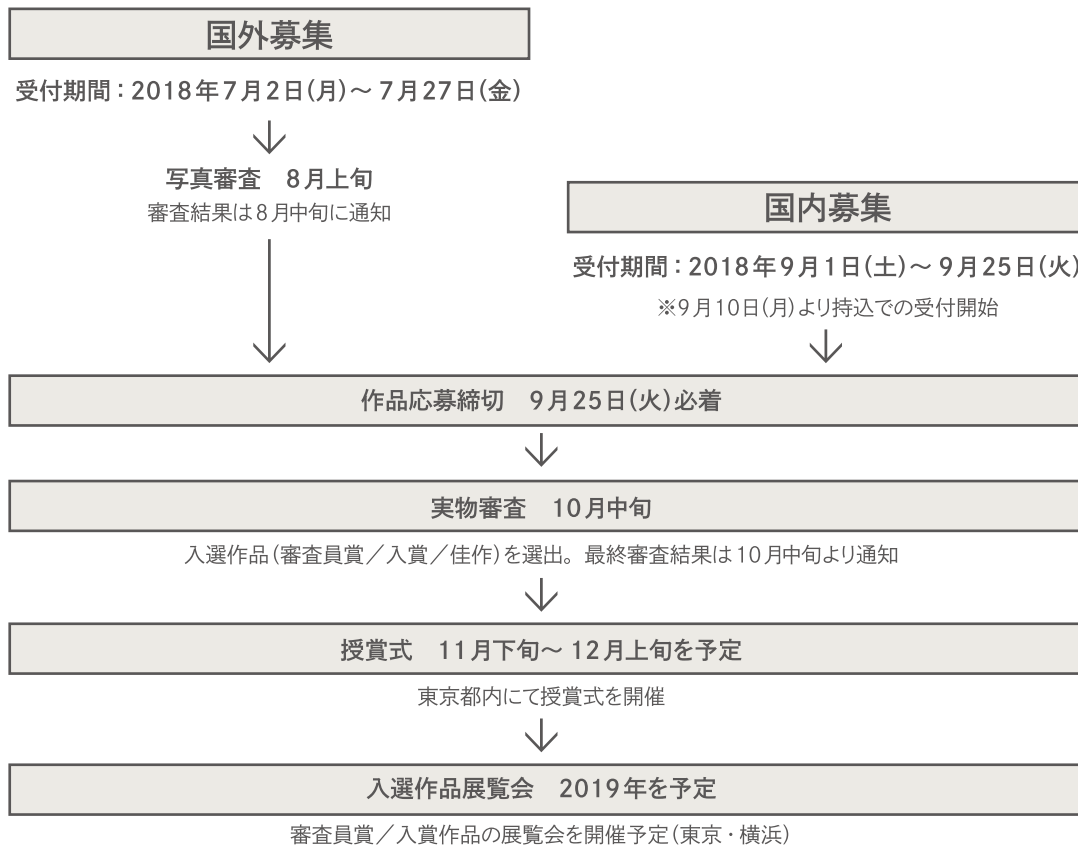 国外募集
受付期間：2018年7月2日(月)～7月27日(金)
写真審査　8月上旬
審査結果は8月中旬に通知
国内募集
受付期間：2018年9月1日(土)～9月25日(火)
※9月10日(月)より持込での受付開始
作品応募締切　9月25日(火)必着
実物審査　10月中旬
入選作品(審査員賞／入賞／佳作)を選出。最終審査結果は10月中旬より通知
授賞式　11月下旬～12月上旬を予定
東京都内にて授賞式を開催
入選作品展覧会　2019年を予定
審査員賞／入賞作品の展覧会を開催予定(東京・横浜)